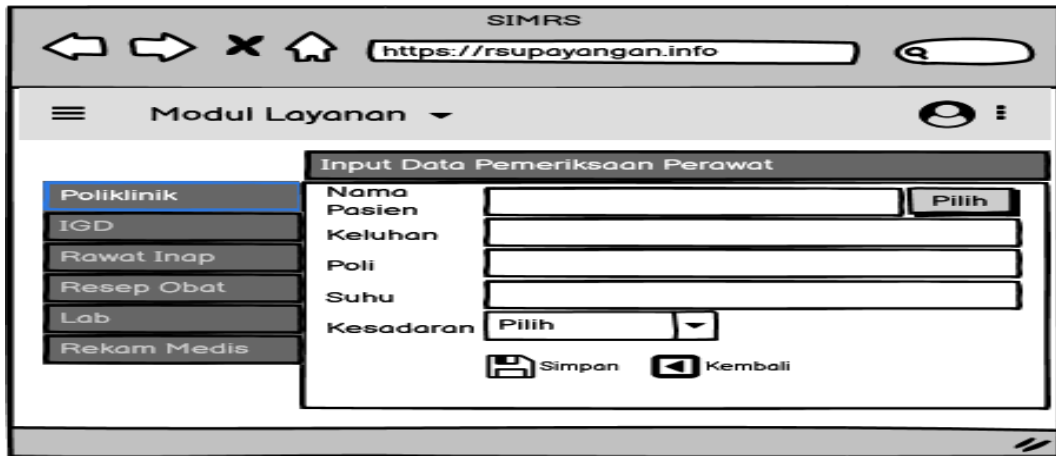 SIMRS
https://rsupayangan.info
Modul Layanan
Input Data Pemeriksaan Perawat
Poliklinik
IGD
Rawat Inap
Resep Obat
Lab
Rekam Medis
Nama
Pasien
Pilih
Keluhan
Poli
Suhu
Kesadaran Pilih
Simpan Kembali